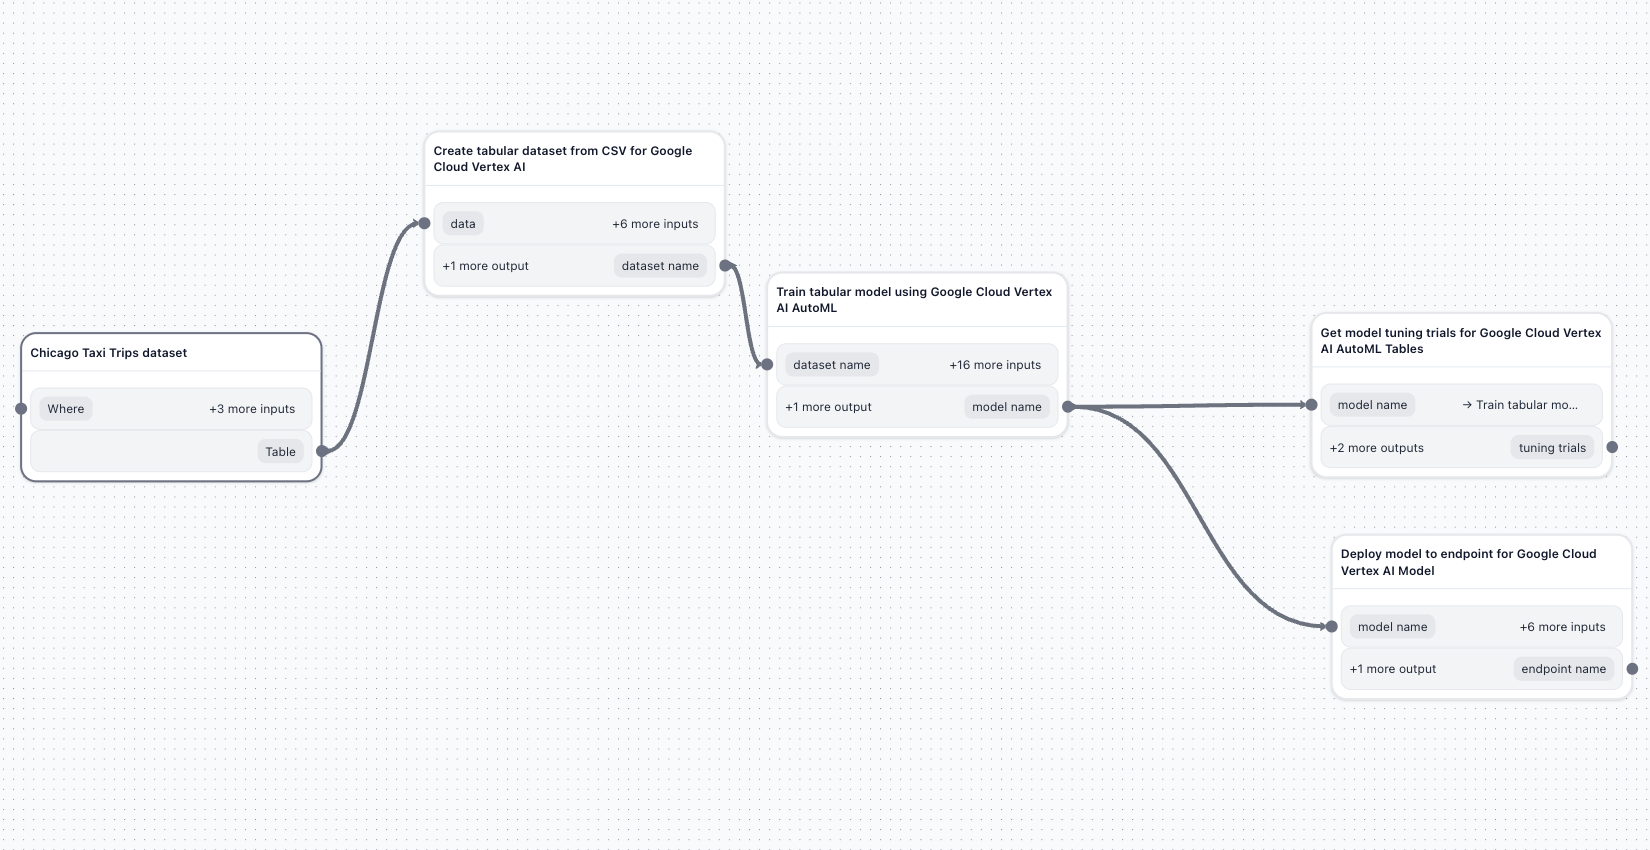 Create tabular dataset from CSV for Google
Cloud Vertex AI
data +6 more inputs
+1 more output dataset name
Chicago Taxi Trips dataset
Where +3 more inputs
Table
Train tabular model using Google Cloud Vertex
AI AutoML
dataset name +16 more inputs
+1 more output model name
Get model tuning trials for Google Cloud Vertex
AI AutoML Tables
model name → Train tabular mo...
+2 more outputs tuning trials
Deploy model to endpoint for Google Cloud
Vertex AI Model
model name +6 more inputs
+1 more output endpoint name